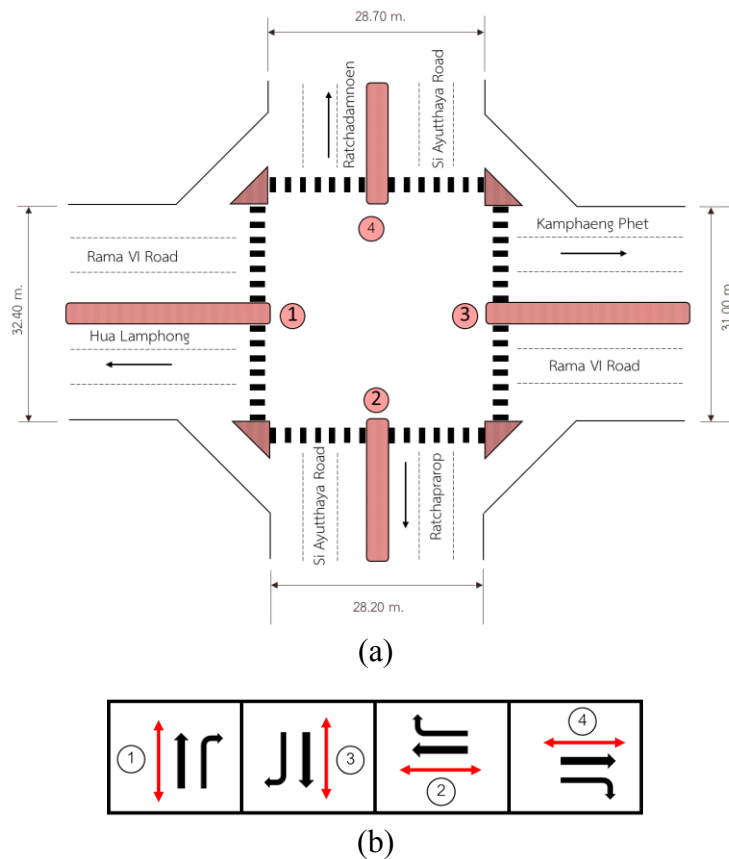 28.70 m.
Ratchadamnoen
Si Ayutthaya Road
4
Kamphaeng Phet
Rama VI Road
32.40 m.
1
3
31.00 m.
Hua Lamphong
Rama VI Road
2
Si Ayutthaya Road
Ratchaprarop
28.20 m.
(a)
1
3
2
4
(b)